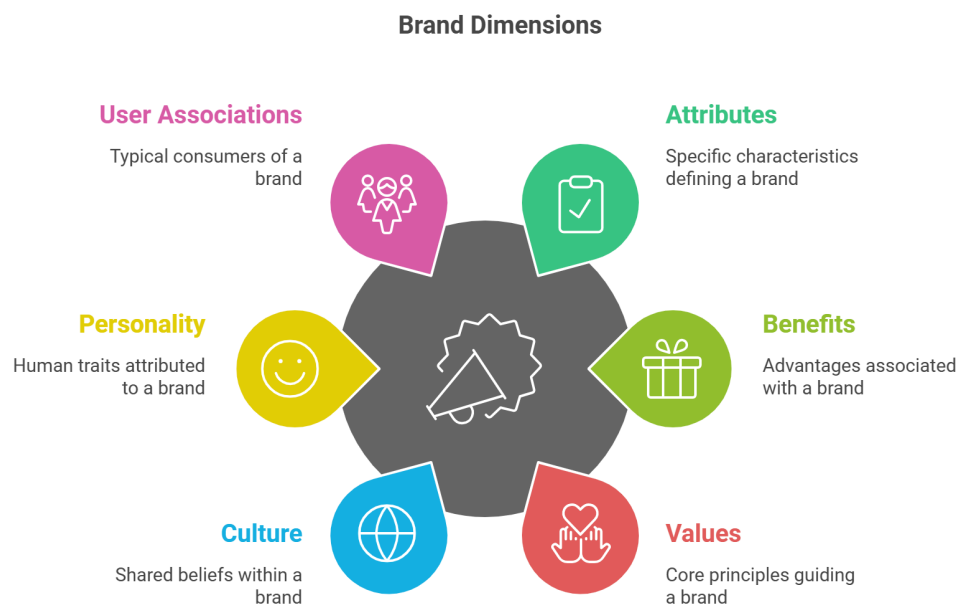 Brand Dimensions
User Associations
Typical consumers of a
brand
Attributes
Specific characteristics
defining a brand
Personality
Human traits attributed
to a brand
Benefits
Advantages associated
with a brand
Culture
Shared beliefs within a
brand
Values
Core principles guiding
a brand